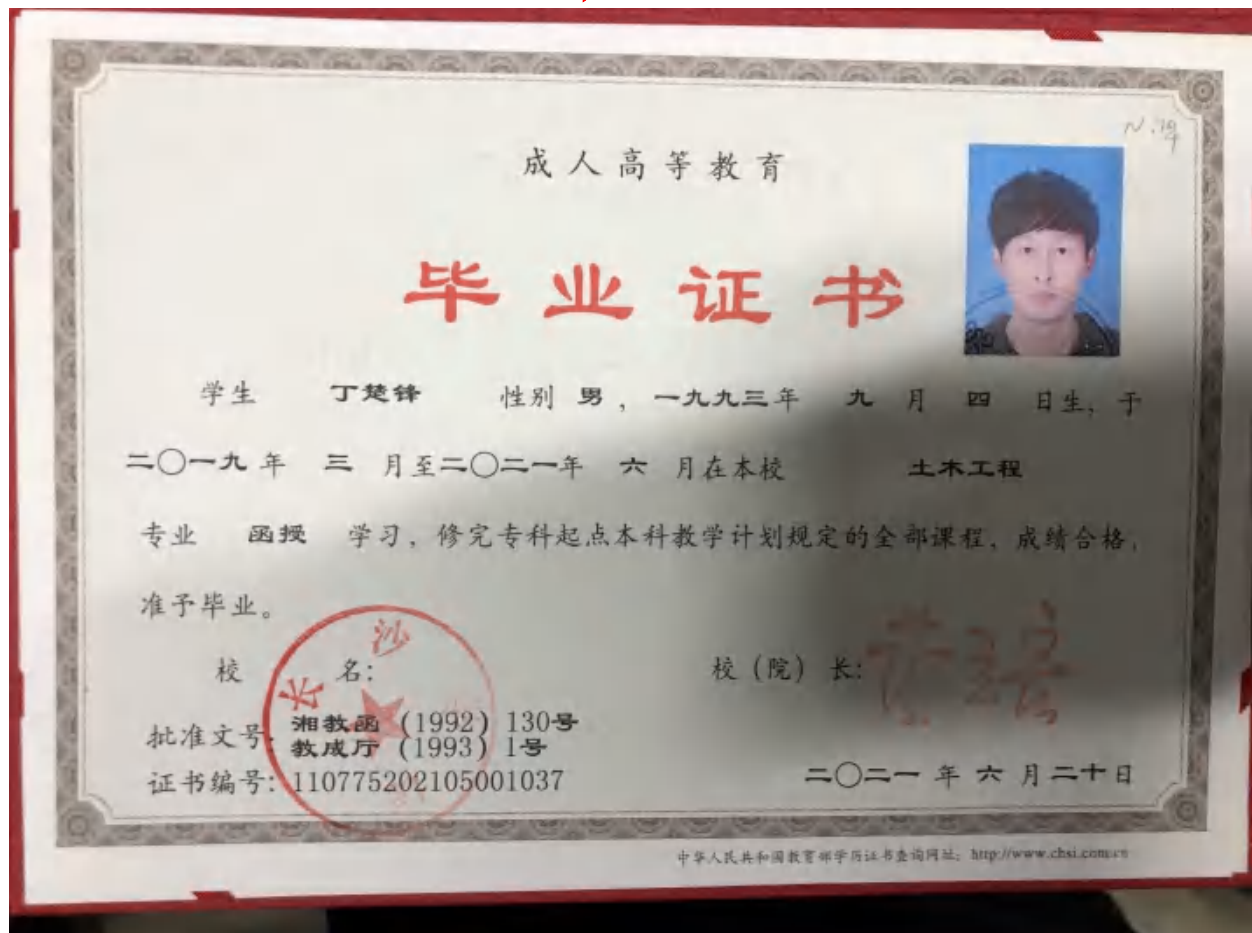 成人高等教育
毕业证书
学生 丁楚锋 性别 男，一九九三年 九 月 四 日生，于
二〇一九年 三 月至二〇二一年 六 月在本校 土木工程
专业 函授 学习，修完专科起点本科教学计划规定的全部课程，成绩合格，
准予毕业。
校 名：
长沙
校（院）长：
批准文号：湘教函（1992）130号
教成厅（1993）1号
证书编号：110775202105001037
二〇二一 年 六 月二十日
中华人民共和国教育部学历证书查询网址：http://www.chsi.com.cn